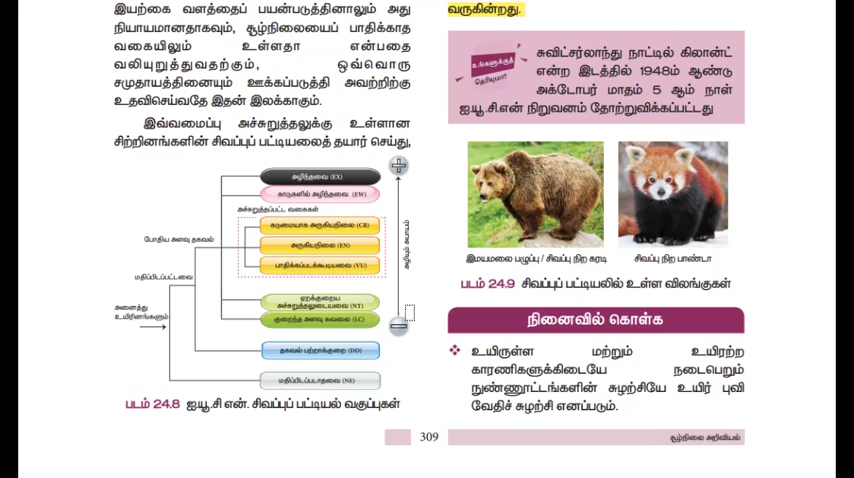 இயற்கை வளத்தைப் பயன்படுத்தினாலும் அது
நியாயமானதாகவும், சூழ்நிலையைப் பாதிக்காத
வகையிலும் உள்ளதா என்பதை
வலியுறுத்துவதற்கும், ஒவ்வொரு
சமுதாயத்தினையும் ஊக்கப்படுத்தி அவற்றிற்கு
உதவிசெய்வதே இதன் இலக்காகும்.
இவ்வமைப்பு அச்சுறுத்தலுக்கு உள்ளான
சிற்றினங்களின் சிவப்புப் பட்டியலைத் தயார் செய்து,
அழிந்தவை (EX)
காடுகளில் அழிந்தவை (EW)
அச்சுறுத்தப்பட்ட வகைகள்
கடுமையாக அருகியநிலை (CR)
போதிய அளவு தகவல்
அருகியநிலை (EN)
பாதிக்கப்படக்கூடியவை (VU)
அழியும் அபாயம்
மதிப்பிடப்பட்டவை
ஏறக்குறைய
அச்சுறுத்தலுடையவை (NT)
அனைத்து
உயிரினங்களும்
குறைந்த அளவு கவலை (LC)
தகவல் பற்றாக்குறை (DD)
மதிப்பிடப்படாதவை (NE)
படம் 24.8 ஐ.யூ.சி என். சிவப்புப் பட்டியல் வகுப்புகள்
வருகின்றது.
உங்களுக்குத்
தெரியுமா?
சுவிட்சர்லாந்து நாட்டில் கிலாண்ட்
என்ற இடத்தில் 1948ம் ஆண்டு
அக்டோபர் மாதம் 5 ஆம் நாள்
ஐ.யூ.சி.என் நிறுவனம் தோற்றுவிக்கப்பட்டது
இமயமலை பழுப்பு / சிவப்பு நிற கரடி
சிவப்பு நிற பாண்டா
படம் 24.9 சிவப்புப் பட்டியலில் உள்ள விலங்குகள்
நினைவில் கொள்க
❖ உயிருள்ள மற்றும் உயிரற்ற
காரணிகளுக்கிடையே நடைபெறும்
நுண்ணூட்டங்களின் சுழற்சியே உயிர் புவி
வேதிச் சுழற்சி எனப்படும்.
309
சூழ்நிலை அறிவியல்